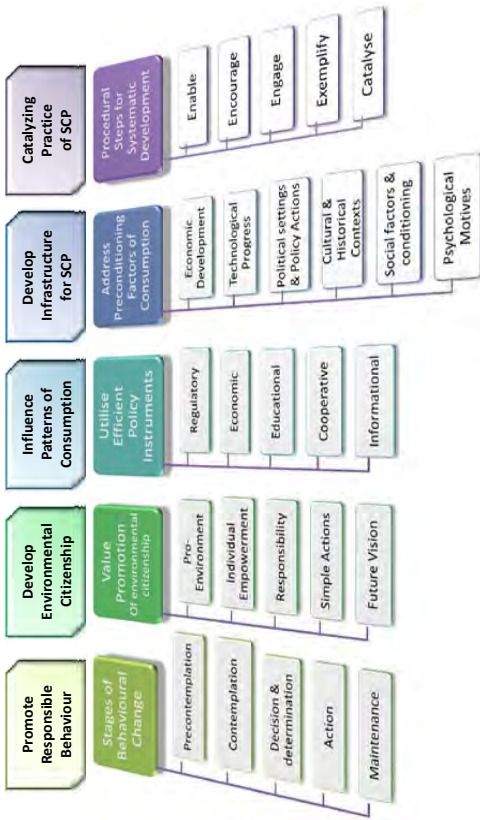 Promote
Responsible
Behaviour
Stages of
Behavioural
Change
Precontemplation
Contemplation
Decision &
determination
Action
Maintenance
Develop
Environmental
Citizenship
Value
Promotion
Of environmental
citizenship
Pro-
Environment
Individual
Empowerment
Responsibility
Simple Actions
Future Vision
Influence
Patterns of
Consumption
Utilise
Efficient
Policy
Instruments
Regulatory
Economic
Educational
Cooperative
Informational
Develop
Infrastructure
for SCP
Address
Preconditioning
Factors of
Consumption
Economic
Development
Technological
Progress
Political settings
& Policy Actions
Cultural &
Historical
Contexts
Social factors &
conditioning
Psychological
Motives
Catalyzing
Practice
of SCP
Procedural
Steps for
Systematic
Development
Enable
Encourage
Engage
Exemplify
Catalyse